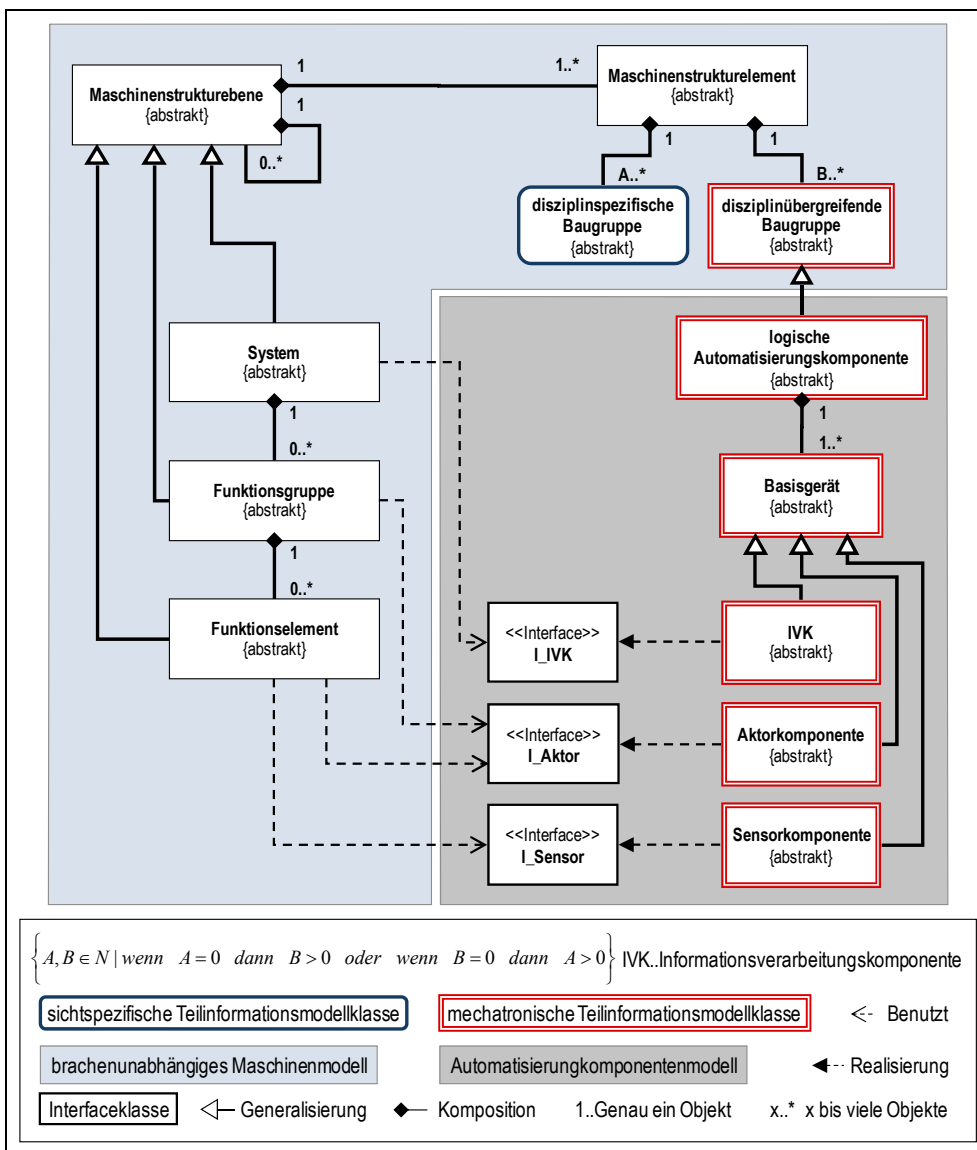 Maschinenstrukturebene
{abstrakt}
1
1
0..*
1..*
Maschinenstrukturelement
{abstrakt}
1
1
A..*
B..*
disziplinspezifische
Baugruppe
{abstrakt}
disziplinübergreifende
Baugruppe
{abstrakt}
System
{abstrakt}
1
0..*
Funktionsgruppe
{abstrakt}
1
0..*
Funktionselement
{abstrakt}
logische
Automatisierungskomponente
{abstrakt}
1
1..*
Basisgerät
{abstrakt}
<<Interface>>
I_IVK
IVK
{abstrakt}
<<Interface>>
I_Aktor
Aktorkomponente
{abstrakt}
<<Interface>>
I_Sensor
Sensorkomponente
{abstrakt}
{A, B ∈ N | wenn A = 0 dann B > 0 oder wenn B = 0 dann A > 0} IVK..Informationsverarbeitungskomponente
sichtspezifische Teilinformationsmodellklasse mechatronische Teilinformationsmodellklasse Benutzt
brachenunabhängiges Maschinenmodell Automatisierungkomponentenmodell Realisierung
Interfaceklasse Generalisierung Komposition 1..Genau ein Objekt x..* x bis viele Objekte